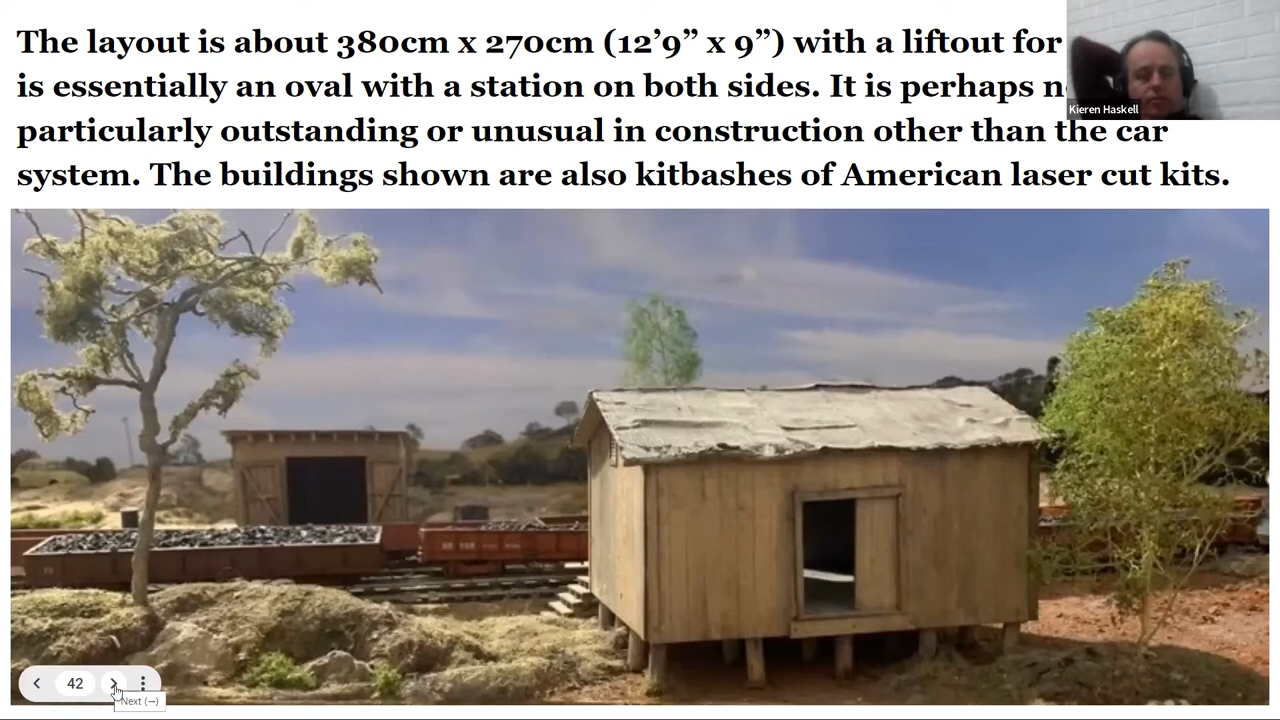 The layout is about 380cm x 270cm (12’9” x 9”) with a liftout for
is essentially an oval with a station on both sides. It is perhaps
particularly outstanding or unusual in construction other than the car
system. The buildings shown are also kitbashes of American laser cut kits.
Kieren Haskell
42
Next (→)